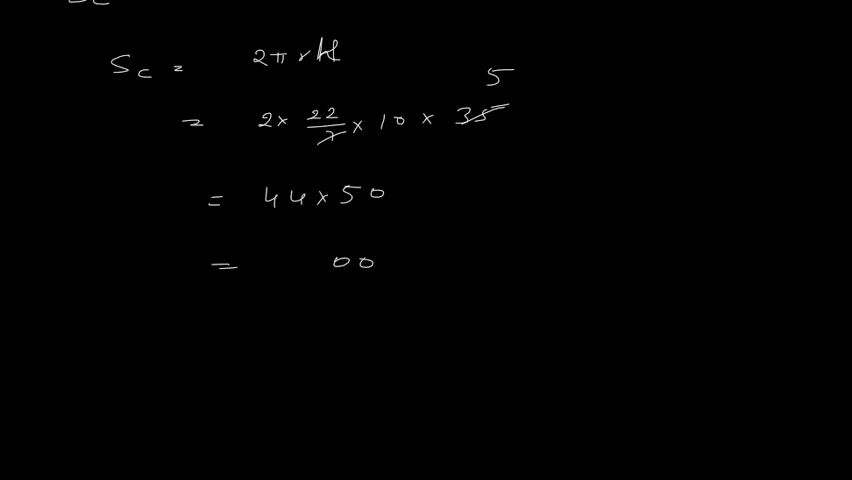 Sc = 2πrH
= 2 × 22/7 × 10 × 35 5
= 44 × 50
= 00